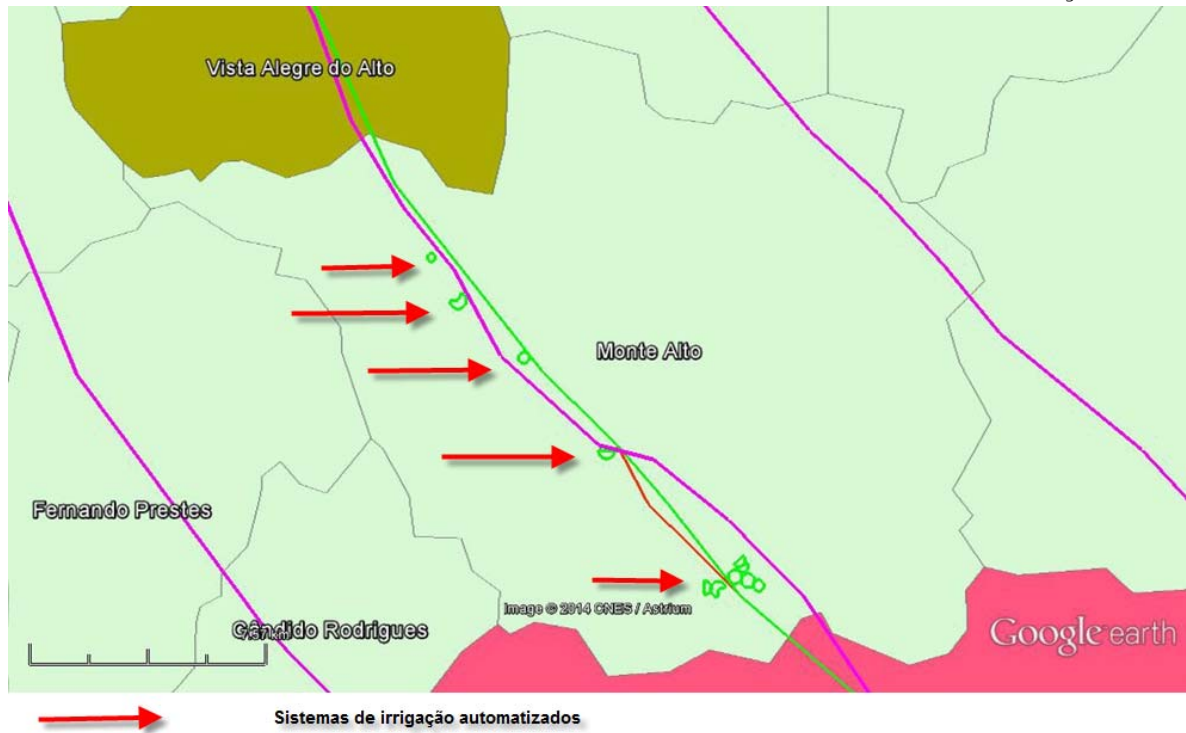 Vista Alegre do Alto
Monte Alto
Fernando Prestes
Image © 2014 CNES / Astrium
Cândido Rodrigues
Google earth
Sistemas de irrigação automatizados